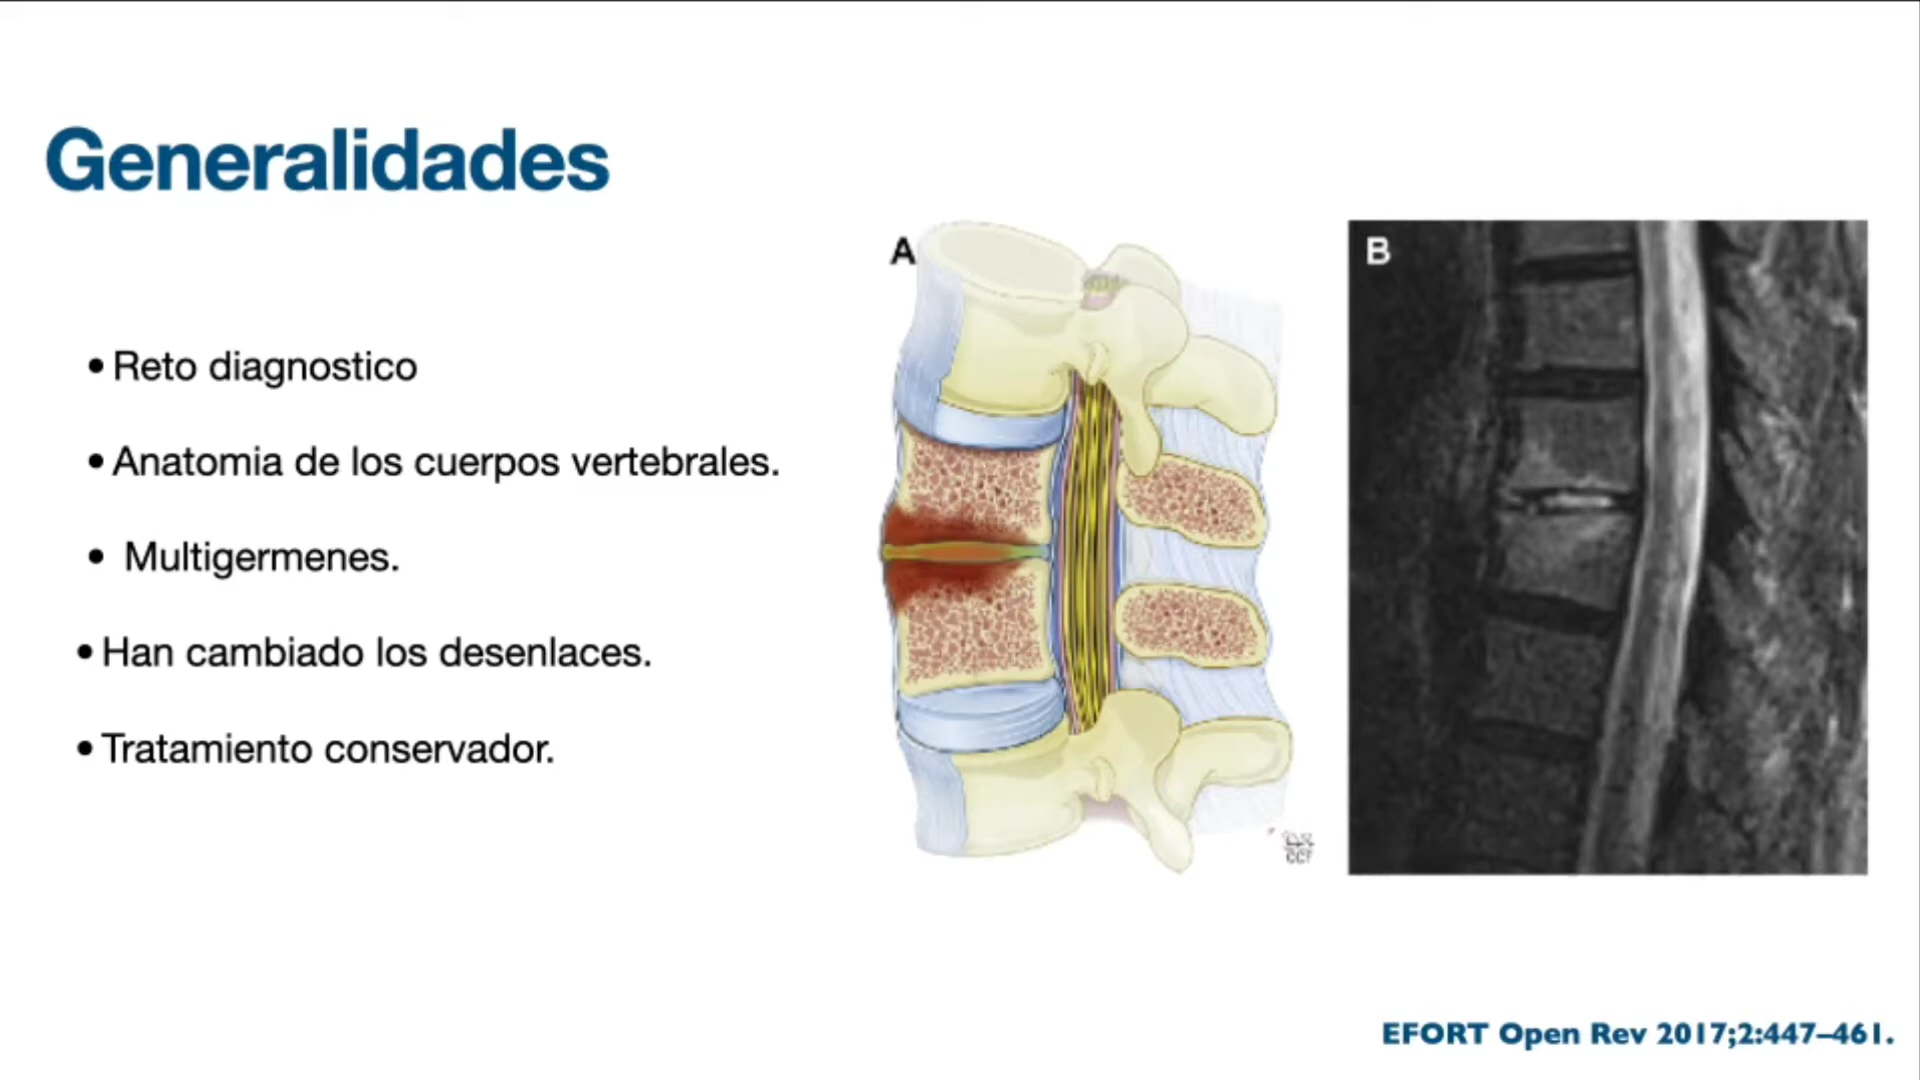 Generalidades
• Reto diagnostico
• Anatomia de los cuerpos vertebrales.
• Multigermenes.
• Han cambiado los desenlaces.
• Tratamiento conservador.
A
B
CCF
EFORT Open Rev 2017;2:447–461.